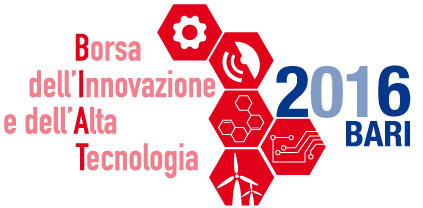 Borsa
dell'Innovazione
e dell'Alta
Tecnologia
2016
BARI